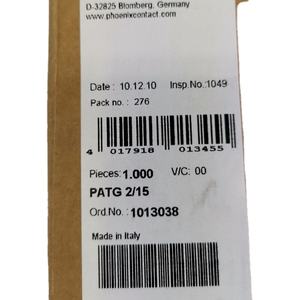 D-32825 Blomberg, Germany
www.phoenixcontact.com
Date : 10.12.10 Insp.No.:1049
Pack no. : 276
4 017918 013455
Pieces: 1.000 V/C: 00
PATG 2/15
Ord.No. : 1013038
Made in Italy